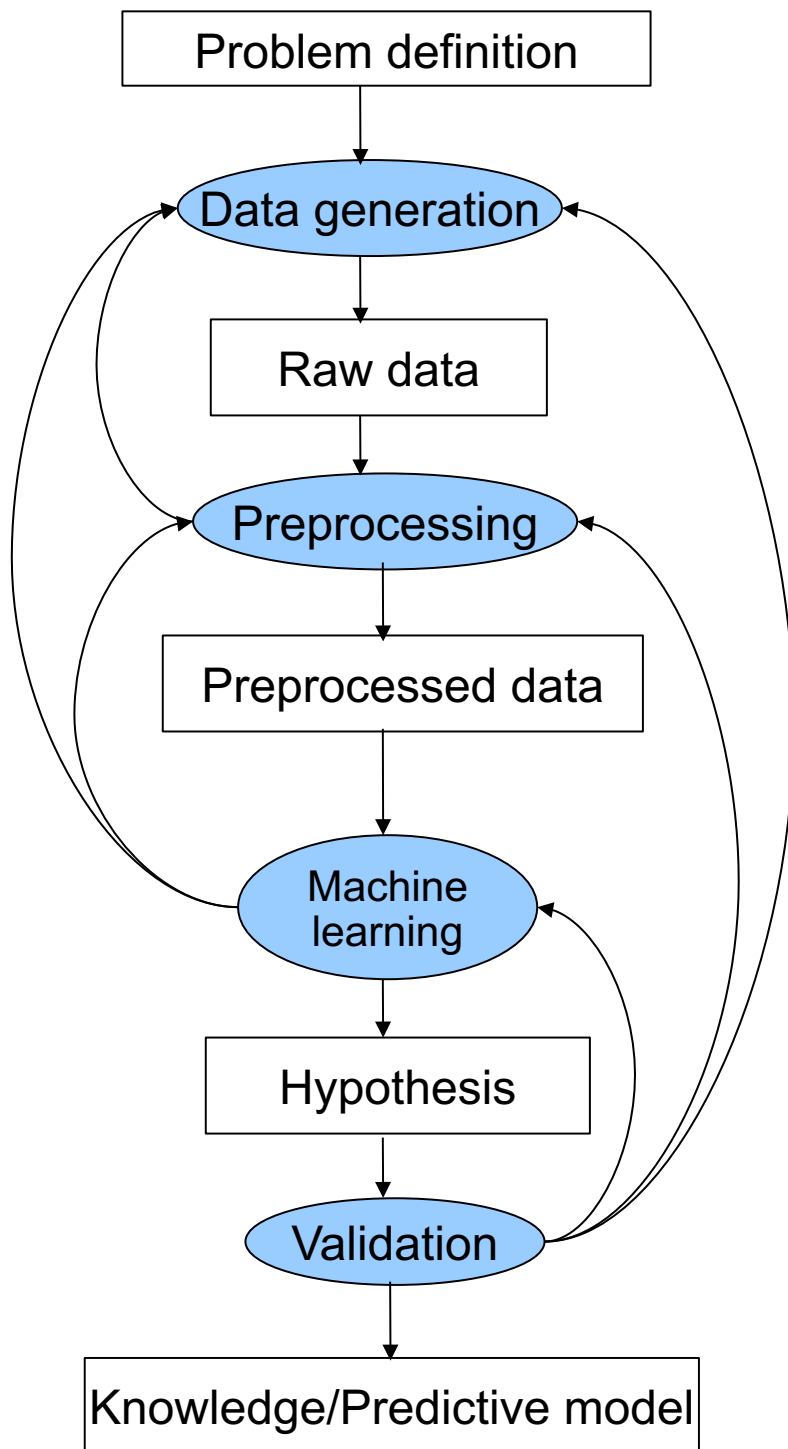 Problem definition
Data generation
Raw data
Preprocessing
Preprocessed data
Machine
learning
Hypothesis
Validation
Knowledge/Predictive model